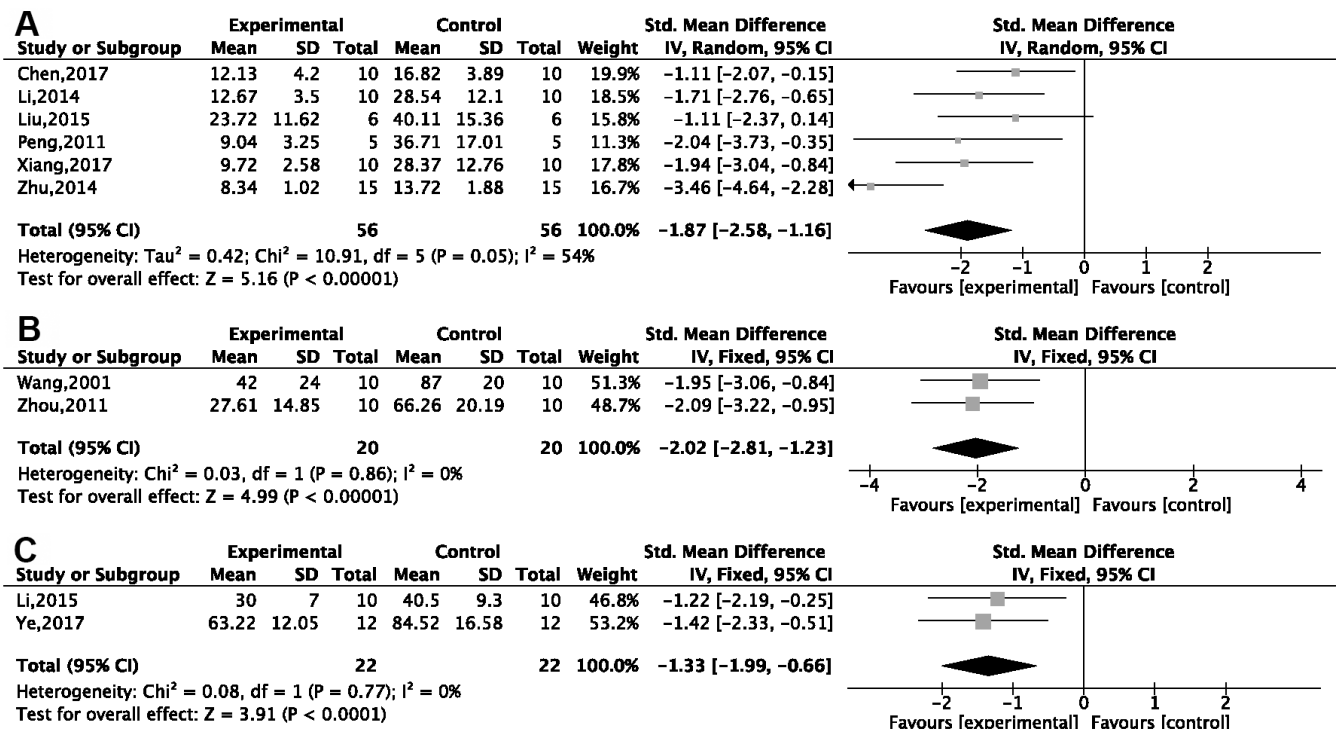 A
Experimental Control Std. Mean Difference Std. Mean Difference
Study or Subgroup Mean SD Total Mean SD Total Weight IV, Random, 95% CI IV, Random, 95% CI
Chen,2017 12.13 4.2 10 16.82 3.89 10 19.9% −1.11 [−2.07, −0.15]
Li,2014 12.67 3.5 10 28.54 12.1 10 18.5% −1.71 [−2.76, −0.65]
Liu,2015 23.72 11.62 6 40.11 15.36 6 15.8% −1.11 [−2.37, 0.14]
Peng,2011 9.04 3.25 5 36.71 17.01 5 11.3% −2.04 [−3.73, −0.35]
Xiang,2017 9.72 2.58 10 28.37 12.76 10 17.8% −1.94 [−3.04, −0.84]
Zhu,2014 8.34 1.02 15 13.72 1.88 15 16.7% −3.46 [−4.64, −2.28]
Total (95% CI) 56 56 100.0% −1.87 [−2.58, −1.16]
Heterogeneity: Tau² = 0.42; Chi² = 10.91, df = 5 (P = 0.05); I² = 54%
Test for overall effect: Z = 5.16 (P < 0.00001)
−2 −1 0 1 2
Favours [experimental] Favours [control]
B
Experimental Control Std. Mean Difference Std. Mean Difference
Study or Subgroup Mean SD Total Mean SD Total Weight IV, Fixed, 95% CI IV, Fixed, 95% CI
Wang,2001 42 24 10 87 20 10 51.3% −1.95 [−3.06, −0.84]
Zhou,2011 27.61 14.85 10 66.26 20.19 10 48.7% −2.09 [−3.22, −0.95]
Total (95% CI) 20 20 100.0% −2.02 [−2.81, −1.23]
Heterogeneity: Chi² = 0.03, df = 1 (P = 0.86); I² = 0%
Test for overall effect: Z = 4.99 (P < 0.00001)
−4 −2 0 2 4
Favours [experimental] Favours [control]
C
Experimental Control Std. Mean Difference Std. Mean Difference
Study or Subgroup Mean SD Total Mean SD Total Weight IV, Fixed, 95% CI IV, Fixed, 95% CI
Li,2015 30 7 10 40.5 9.3 10 46.8% −1.22 [−2.19, −0.25]
Ye,2017 63.22 12.05 12 84.52 16.58 12 53.2% −1.42 [−2.33, −0.51]
Total (95% CI) 22 22 100.0% −1.33 [−1.99, −0.66]
Heterogeneity: Chi² = 0.08, df = 1 (P = 0.77); I² = 0%
Test for overall effect: Z = 3.91 (P < 0.0001)
−2 −1 0 1 2
Favours [experimental] Favours [control]